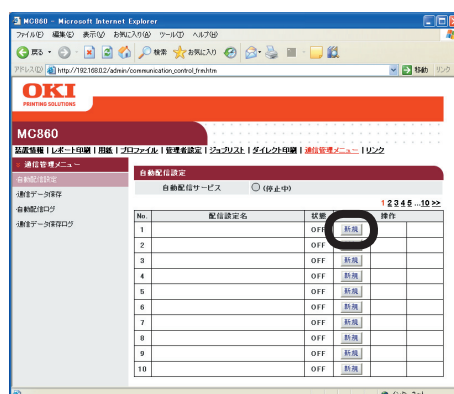 MC860 - Microsoft Internet Explorer
ファイル(F) 編集(E) 表示(V) お気に入り(A) ツール(T) ヘルプ(H)
戻る 検索 お気に入り
アドレス(D) http://192.168.0.2/admin/communication_control_fre.htm 移動 リンク
OKI
PRINTING SOLUTIONS
MC860
装置情報 | レポート印刷 | 用紙 | プロファイル | 管理者設定 | ジョブリスト | ダイレクト印刷 | 通信管理メニュー | リンク
通信管理メニュー
自動配信設定
通信データ保存
自動配信ログ
通信データ保存ログ
自動配信設定
自動配信サービス (停止中)
1 2 3 4 5 ...10 >>
No. 配信設定名 状態 操作
1 OFF 新規
2 OFF 新規
3 OFF 新規
4 OFF 新規
5 OFF 新規
6 OFF 新規
7 OFF 新規
8 OFF 新規
9 OFF 新規
10 OFF 新規